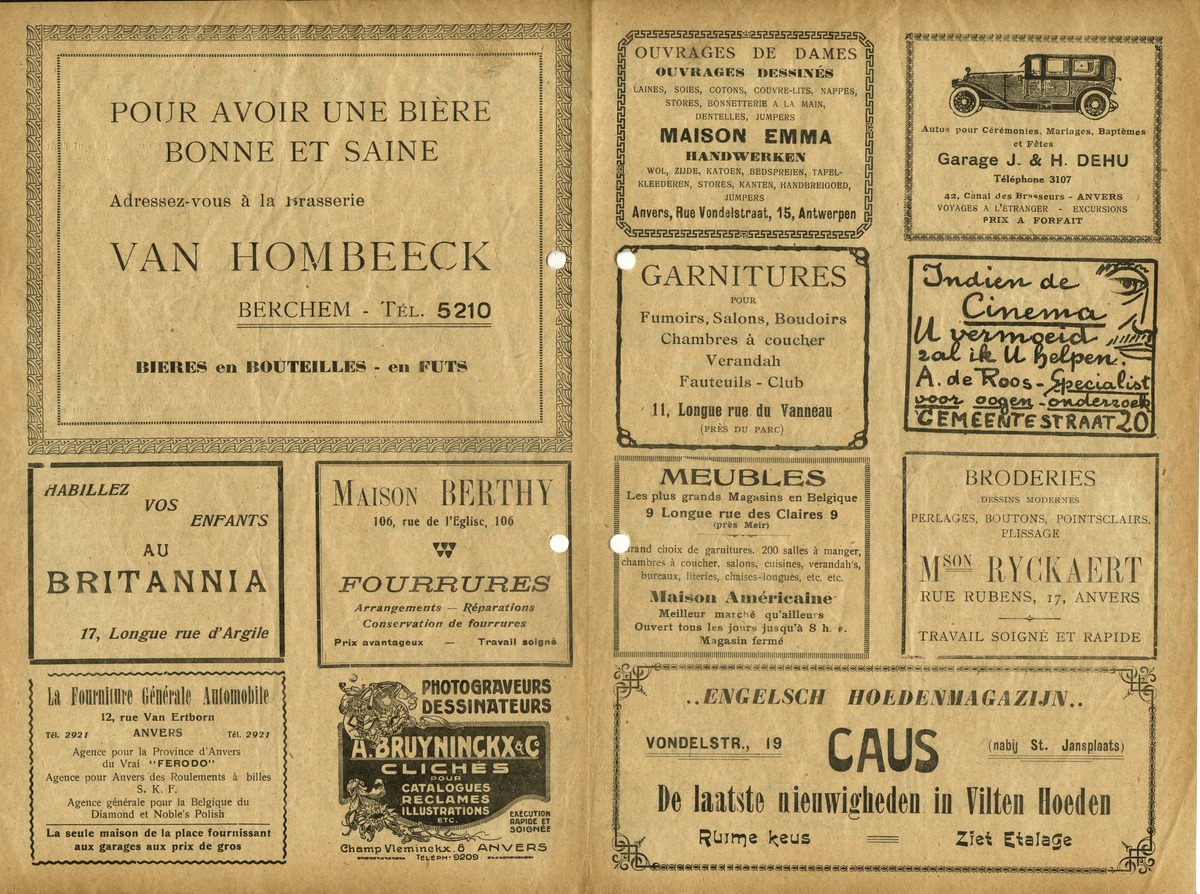 POUR AVOIR UNE BIÈRE
BONNE ET SAINE
Adressez-vous à la Brasserie
VAN HOMBEECK
BERCHEM - TÉL. 5210
BIERES en BOUTEILLES - en FUTS
HABILLEZ
VOS
ENFANTS
AU
BRITANNIA
17, Longue rue d'Argile
MAISON BERTHY
106, rue de l'Eglise, 106
FOURRURES
Arrangements — Réparations
Conservation de fourrures
Prix avantageux — Travail soigné
La Fourniture Générale Automobile
12, rue Van Ertborn
Tél. 2921 ANVERS Tél. 2921
Agence pour la Province d'Anvers
du Vrai "FERODO"
Agence pour Anvers des Roulements à billes
S. K. F.
Agence générale pour la Belgique du
Diamond et Noble's Polish
La seule maison de la place fournissant
aux garages aux prix de gros
PHOTOGRAVEURS
DESSINATEURS
A. BRUYNINCKX & Cº
CLICHÉS
POUR
CATALOGUES
RECLAMES
ILLUSTRATIONS
ETC.
EXÉCUTION
RAPIDE ET
SOIGNÉE
Champ Vleminckx. 8 ANVERS
TELÉPH. 9209
OUVRAGES DE DAMES
OUVRAGES DESSINÉS
LAINES, SOIES, COTONS, COUVRE-LITS, NAPPES,
STORES, BONNETTERIE A LA MAIN,
DENTELLES, JUMPERS
MAISON EMMA
HANDWERKEN
WOL, ZIJDE, KATOEN, BEDSPREIEN, TAFEL-
KLEEDEREN, STORES, KANTEN, HANDBREIGOED,
JUMPERS
Anvers, Rue Vondelstraat, 15, Antwerpen
Autos pour Cérémonies, Mariages, Baptêmes
et Fêtes
Garage J. & H. DEHU
Téléphone 3107
42, Canal des Brasseurs - ANVERS
VOYAGES A L'ÉTRANGER - EXCURSIONS
PRIX A FORFAIT
GARNITURES
POUR
Fumoirs, Salons, Boudoirs
Chambres à coucher
Verandah
Fauteuils - Club
11, Longue rue du Vanneau
(PRÈS DU PARC)
Indien de
Cinema
U vermoeid
zal ik U helpen.
A. de Roos - Specialist
voor oogen-onderzoek
GEMEENTESTRAAT 20
MEUBLES
Les plus grands Magasins en Belgique
9 Longue rue des Claires 9
(près Meir)
Grand choix de garnitures. 200 salles à manger,
chambres à coucher, salons, cuisines, verandah's,
bureaux, literies, chaises-longues, etc. etc.
Maison Américaine
Meilleur marché qu'ailleurs
Ouvert tous les jours jusqu'à 8 h. s.
Magasin fermé
BRODERIES
DESSINS MODERNES
PERLAGES, BOUTONS, POINTSCLAIRS,
PLISSAGE
MSON RYCKAERT
RUE RUBENS, 17, ANVERS
TRAVAIL SOIGNÉ ET RAPIDE
..ENGELSCH HOEDENMAGAZIJN..
VONDELSTR., 19 CAUS (nabij St. Jansplaats)
De laatste nieuwigheden in Vilten Hoeden
Ruime keus Ziet Etalage